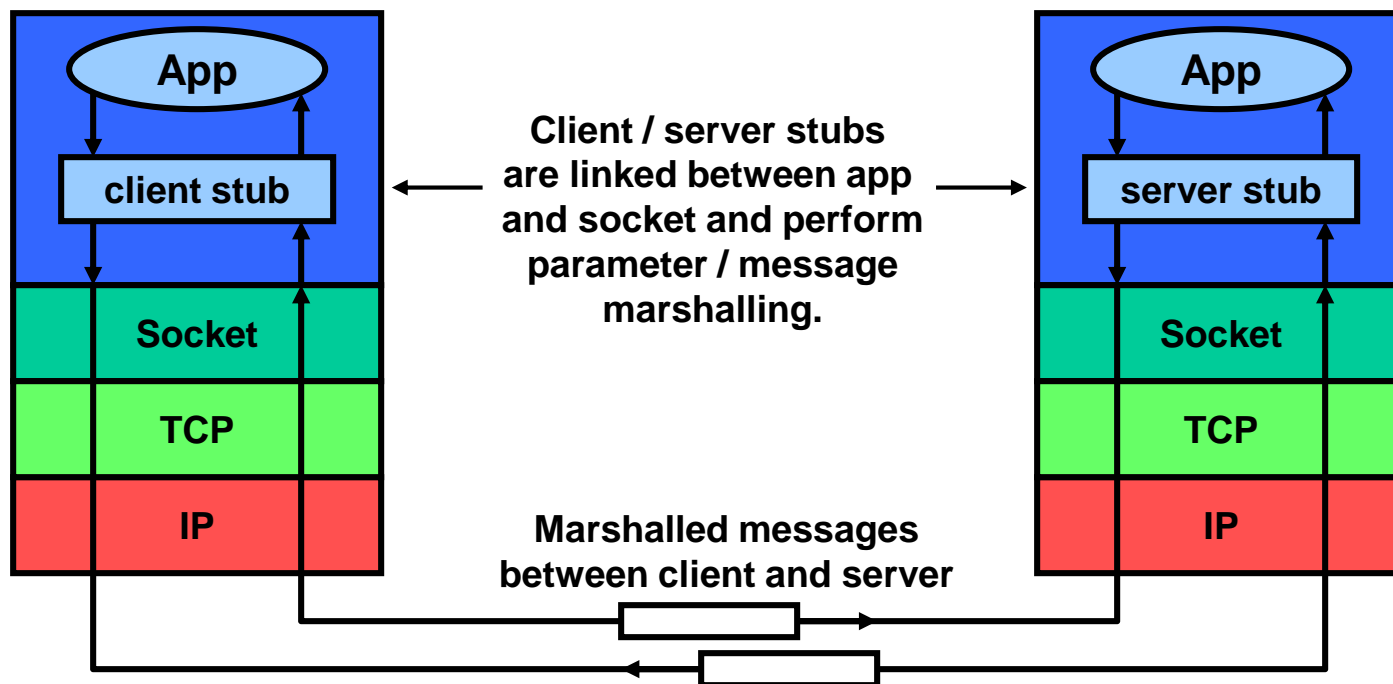 App
client stub
Socket
TCP
IP
Client / server stubs
are linked between app
and socket and perform
parameter / message
marshalling.
Marshalled messages
between client and server
App
server stub
Socket
TCP
IP